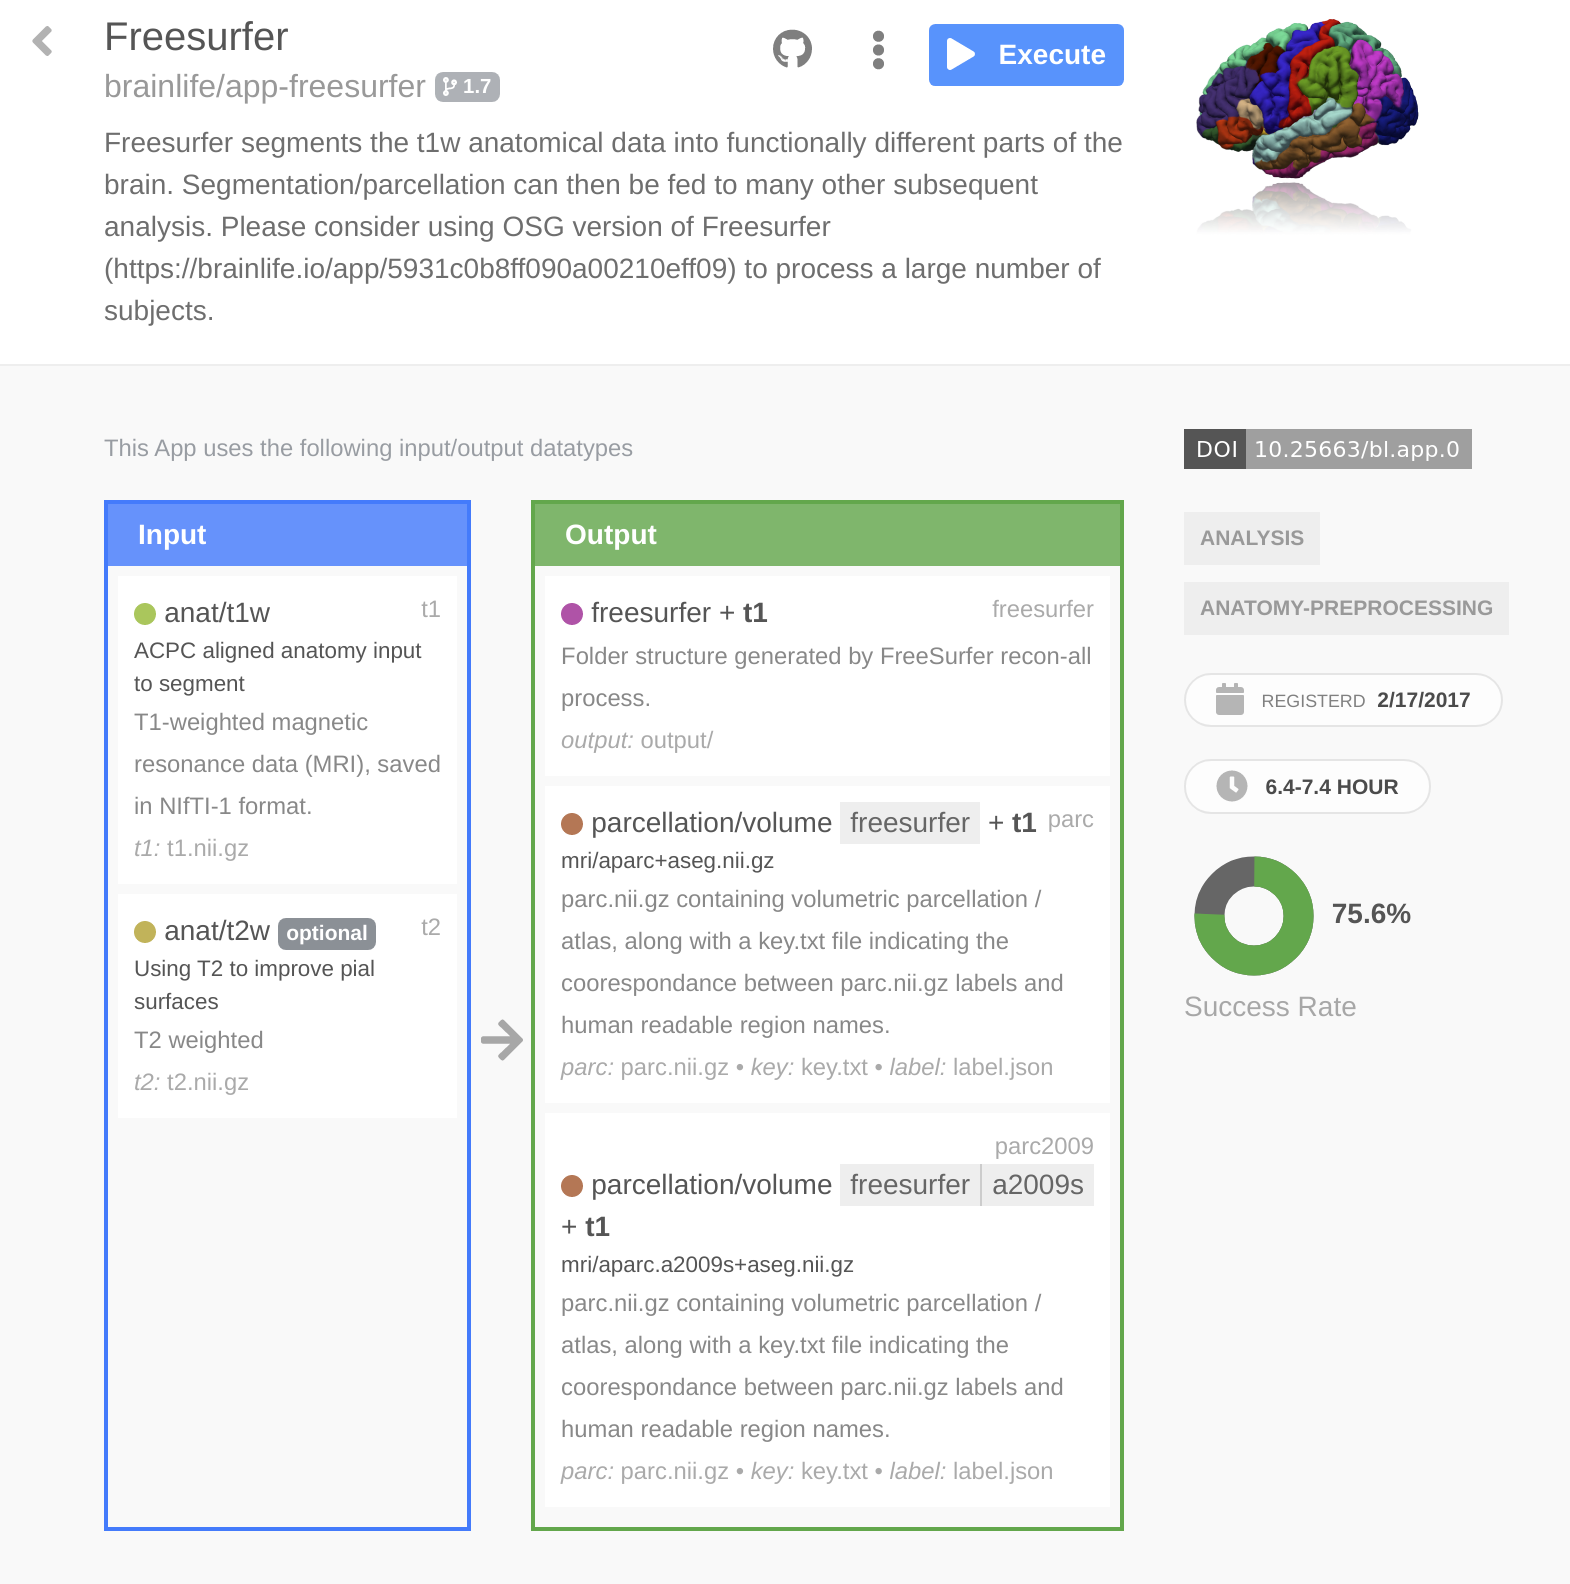 Freesurfer
brainlife/app-freesurfer 1.7
Execute
Freesurfer segments the t1w anatomical data into functionally different parts of the
brain. Segmentation/parcellation can then be fed to many other subsequent
analysis. Please consider using OSG version of Freesurfer
(https://brainlife.io/app/5931c0b8ff090a00210eff09) to process a large number of
subjects.
This App uses the following input/output datatypes
Input
anat/t1w t1
ACPC aligned anatomy input
to segment
T1-weighted magnetic
resonance data (MRI), saved
in NIfTI-1 format.
t1: t1.nii.gz
anat/t2w optional t2
Using T2 to improve pial
surfaces
T2 weighted
t2: t2.nii.gz
Output
freesurfer + t1 freesurfer
Folder structure generated by FreeSurfer recon-all
process.
output: output/
parcellation/volume freesurfer + t1 parc
mri/aparc+aseg.nii.gz
parc.nii.gz containing volumetric parcellation /
atlas, along with a key.txt file indicating the
coorespondance between parc.nii.gz labels and
human readable region names.
parc: parc.nii.gz • key: key.txt • label: label.json
parc2009
parcellation/volume freesurfer a2009s
+ t1
mri/aparc.a2009s+aseg.nii.gz
parc.nii.gz containing volumetric parcellation /
atlas, along with a key.txt file indicating the
coorespondance between parc.nii.gz labels and
human readable region names.
parc: parc.nii.gz • key: key.txt • label: label.json
DOI 10.25663/bl.app.0
ANALYSIS
ANATOMY-PREPROCESSING
REGISTERD 2/17/2017
6.4-7.4 HOUR
75.6%
Success Rate